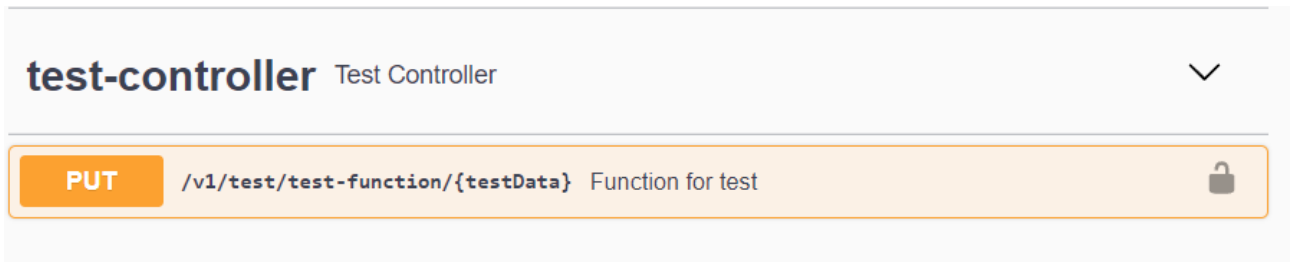 test-controller Test Controller
PUT /v1/test/test-function/{testData} Function for test